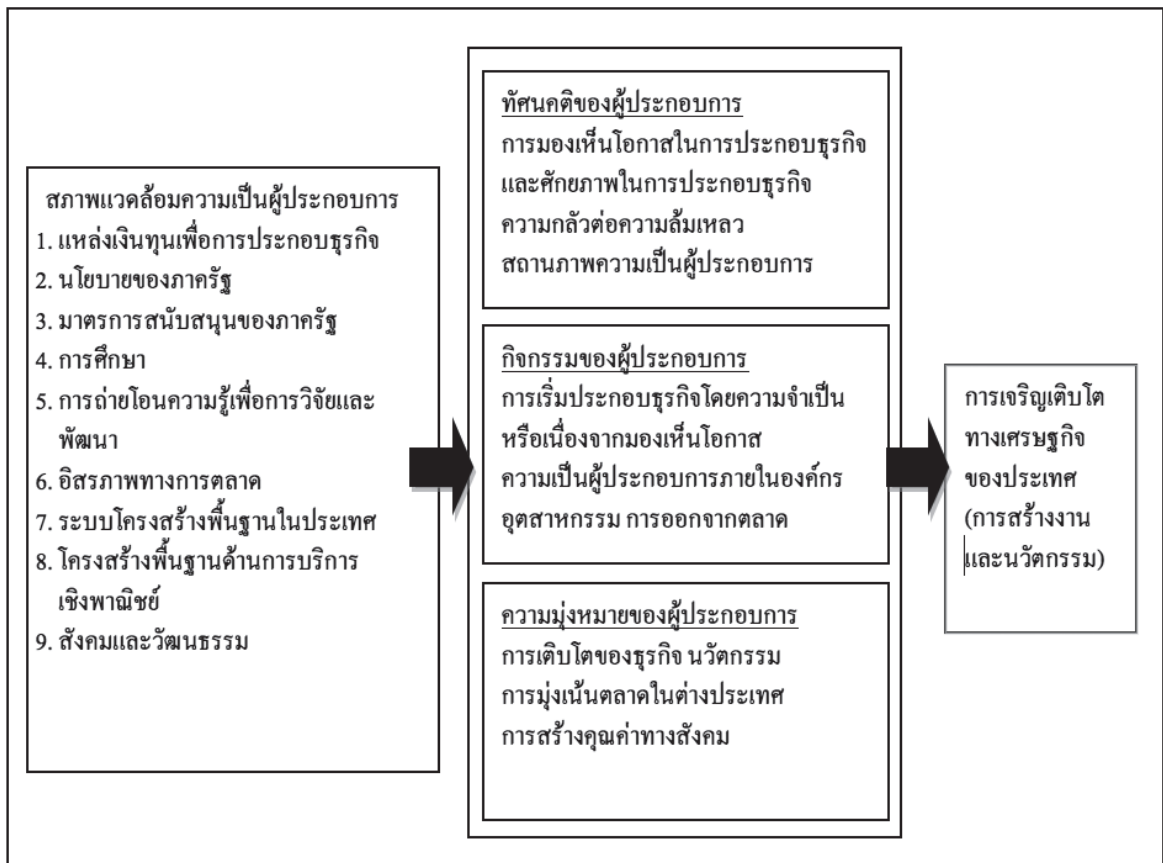 สภาพแวดล้อมความเป็นผู้ประกอบการ
1. แหล่งเงินทุนเพื่อการประกอบธุรกิจ
2. นโยบายของภาครัฐ
3. มาตรการสนับสนุนของภาครัฐ
4. การศึกษา
5. การถ่ายโอนความรู้เพื่อการวิจัยและ
พัฒนา
6. อิสรภาพทางการตลาด
7. ระบบโครงสร้างพื้นฐานในประเทศ
8. โครงสร้างพื้นฐานด้านการบริการ
เชิงพาณิชย์
9. สังคมและวัฒนธรรม
ทัศนคติของผู้ประกอบการ
การมองเห็นโอกาสในการประกอบธุรกิจ
และศักยภาพในการประกอบธุรกิจ
ความกลัวต่อความล้มเหลว
สถานภาพความเป็นผู้ประกอบการ
กิจกรรมของผู้ประกอบการ
การเริ่มประกอบธุรกิจโดยความจำเป็น
หรือเนื่องจากมองเห็นโอกาส
ความเป็นผู้ประกอบการภายในองค์กร
อุตสาหกรรม การออกจากตลาด
ความมุ่งหมายของผู้ประกอบการ
การเติบโตของธุรกิจ นวัตกรรม
การมุ่งเน้นตลาดในต่างประเทศ
การสร้างคุณค่าทางสังคม
การเจริญเติบโต
ทางเศรษฐกิจ
ของประเทศ
(การสร้างงาน
และนวัตกรรม)